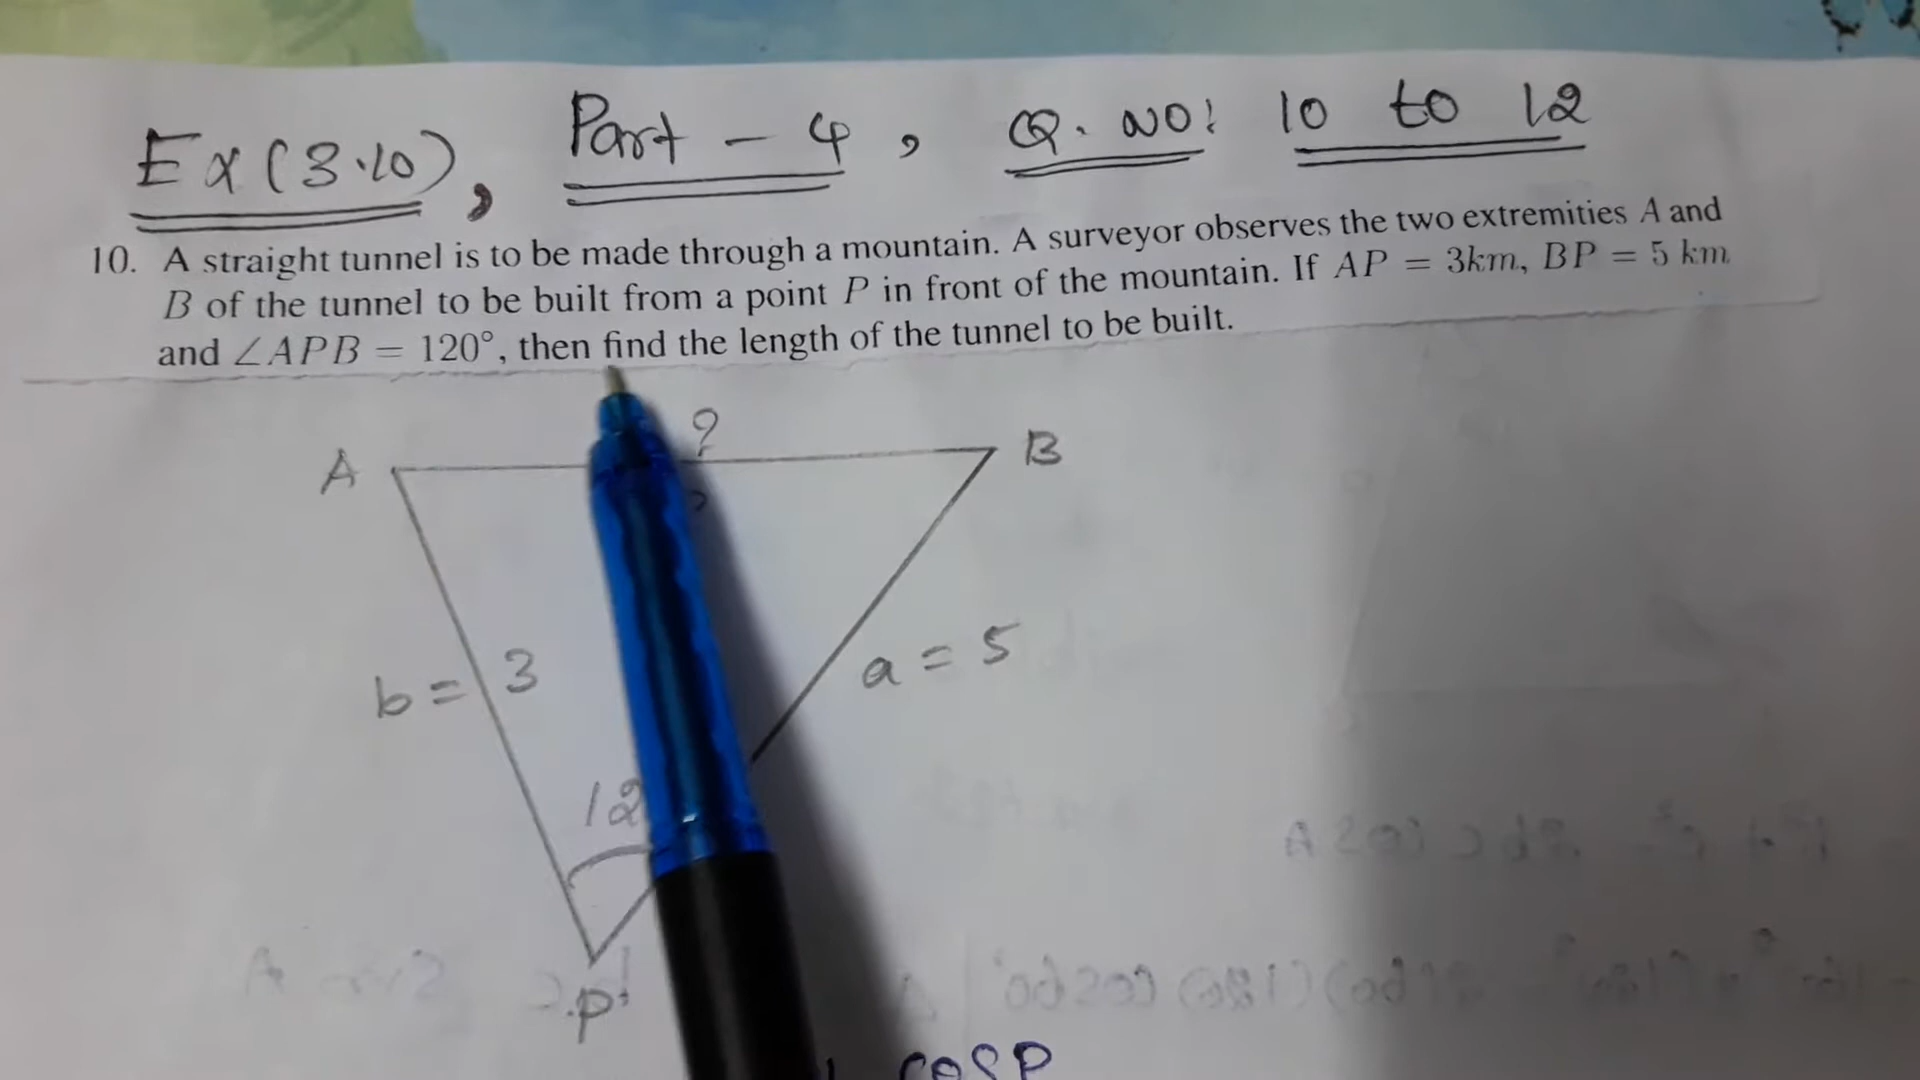 Ex(3.10), Part - 4, Q. NO: 10 to 12
10. A straight tunnel is to be made through a mountain. A surveyor observes the two extremities A and
B of the tunnel to be built from a point P in front of the mountain. If AP = 3km, BP = 5 km
and ∠APB = 120°, then find the length of the tunnel to be built.
?
A B
b = 3 a = 5
12
P
cosP